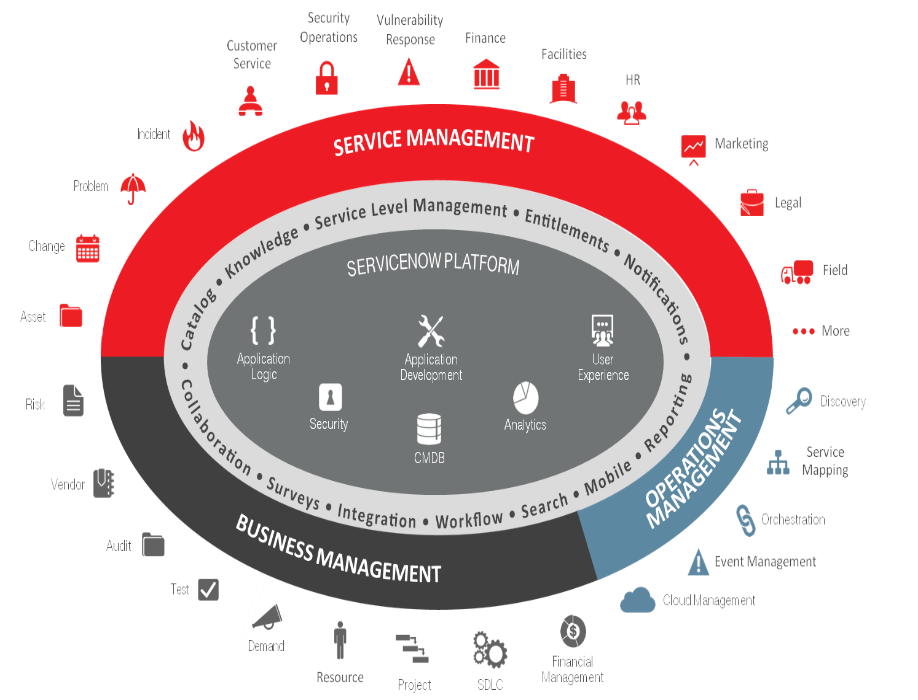 Security
Operations
Vulnerability
Response
Finance
Customer
Service
Facilities
HR
Incident
Marketing
Problem
Legal
Change
Field
Asset
More
Risk
Discovery
Vendor
Service
Mapping
Audit
Orchestration
Test
Event Management
Cloud Management
Demand
Resource
Project
SDLC
Financial
Management
SERVICE MANAGEMENT
BUSINESS MANAGEMENT
OPERATIONS
MANAGEMENT
• Catalog • Knowledge • Service Level Management • Entitlements • Notifications •
Collaboration • Surveys • Integration • Workflow • Search • Mobile • Reporting
SERVICENOW PLATFORM
{ }
Application
Logic
Application
Development
User
Experience
Security
Analytics
CMDB
$